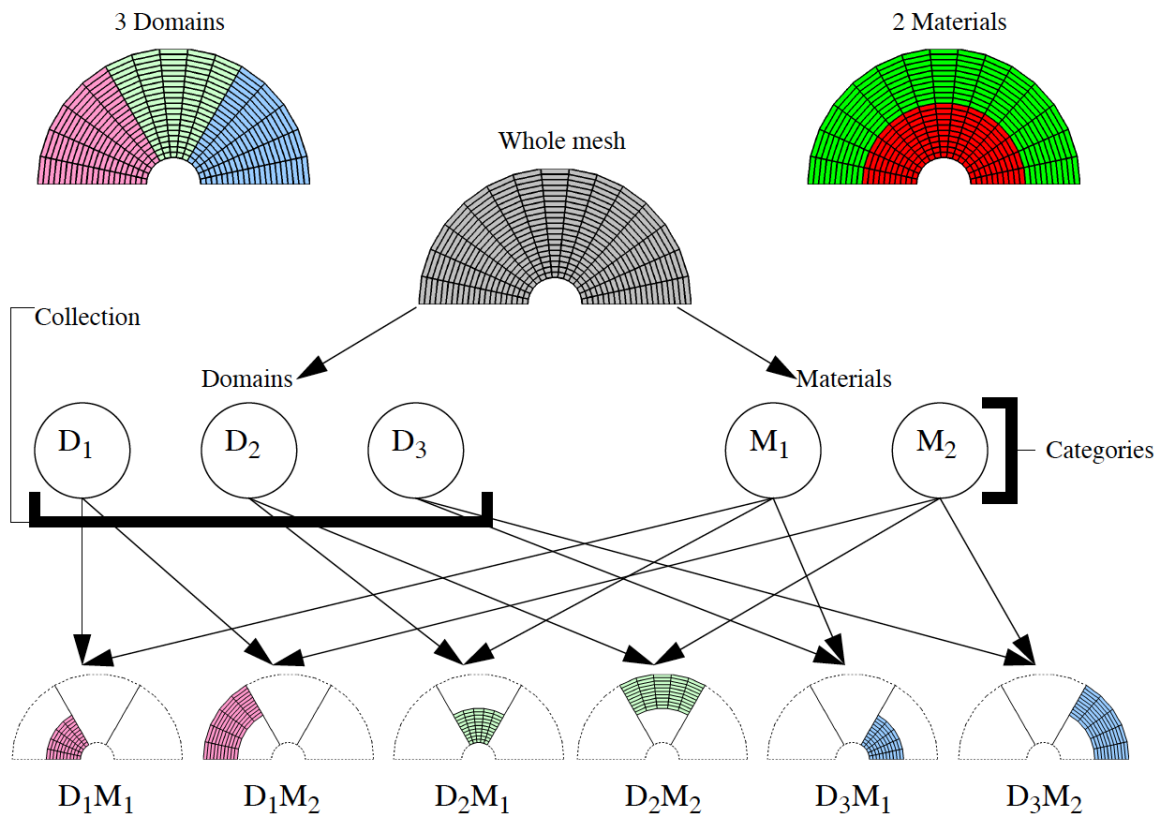 3 Domains
2 Materials
Whole mesh
Collection
Domains
Materials
D1
D2
D3
M1
M2
Categories
D1M1
D1M2
D2M1
D2M2
D3M1
D3M2